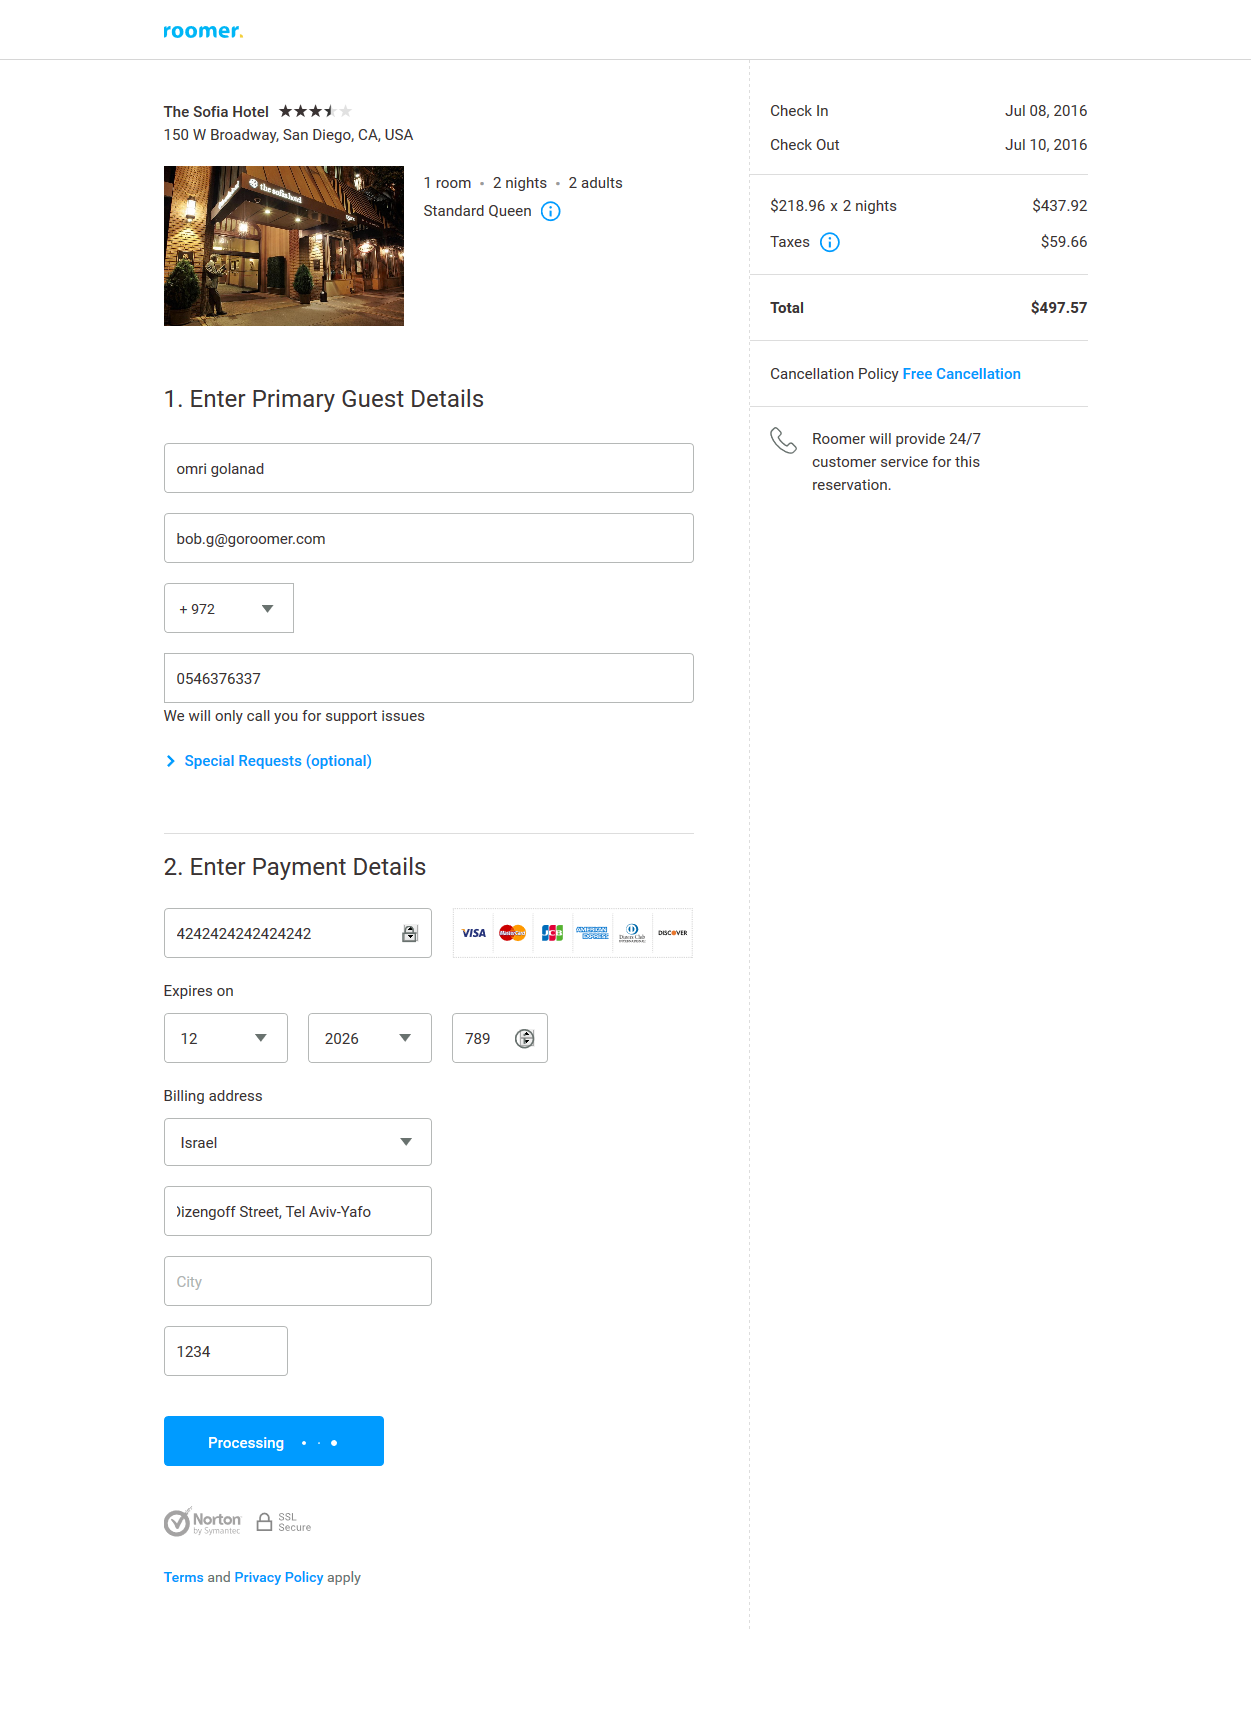 roomer.
The Sofia Hotel
150 W Broadway, San Diego, CA, USA
the sofia hotel
1 room • 2 nights • 2 adults
Standard Queen
1. Enter Primary Guest Details
omri golanad
bob.g@goroomer.com
+ 972
0546376337
We will only call you for support issues
Special Requests (optional)
2. Enter Payment Details
4242424242424242
VISA MasterCard JCB AMERICAN EXPRESS Diners Club INTERNATIONAL DISCOVER
Expires on
12 2026 789
Billing address
Israel
Dizengoff Street, Tel Aviv-Yafo
City
1234
Processing
Norton by Symantec
SSL Secure
Terms and Privacy Policy apply
Check In Jul 08, 2016
Check Out Jul 10, 2016
$218.96 x 2 nights $437.92
Taxes $59.66
Total $497.57
Cancellation Policy Free Cancellation
Roomer will provide 24/7
customer service for this
reservation.